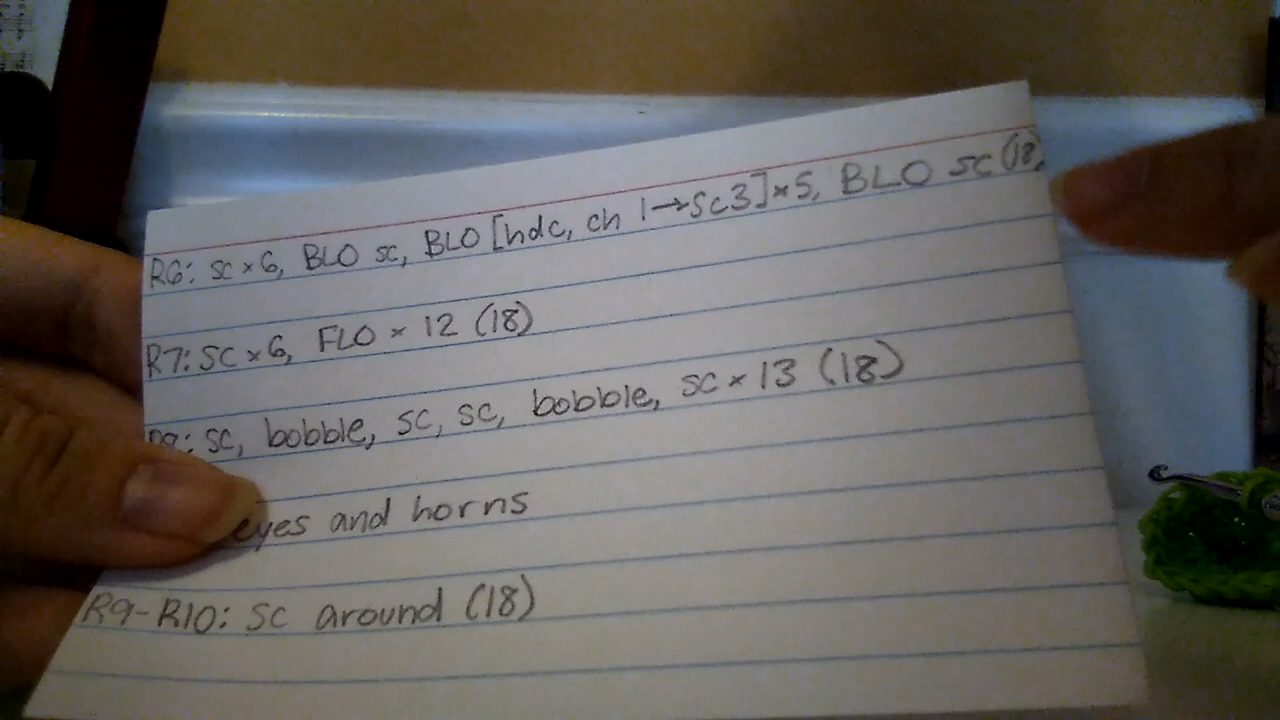 R6: sc × 6, BLO sc, BLO [hdc, ch 1→sc3]×5, BLO sc (18)
R7: sc × 6, FLO × 12 (18)
sc, bobble, sc, sc, bobble, sc × 13 (18)
eyes and horns
R9-R10: sc around (18)